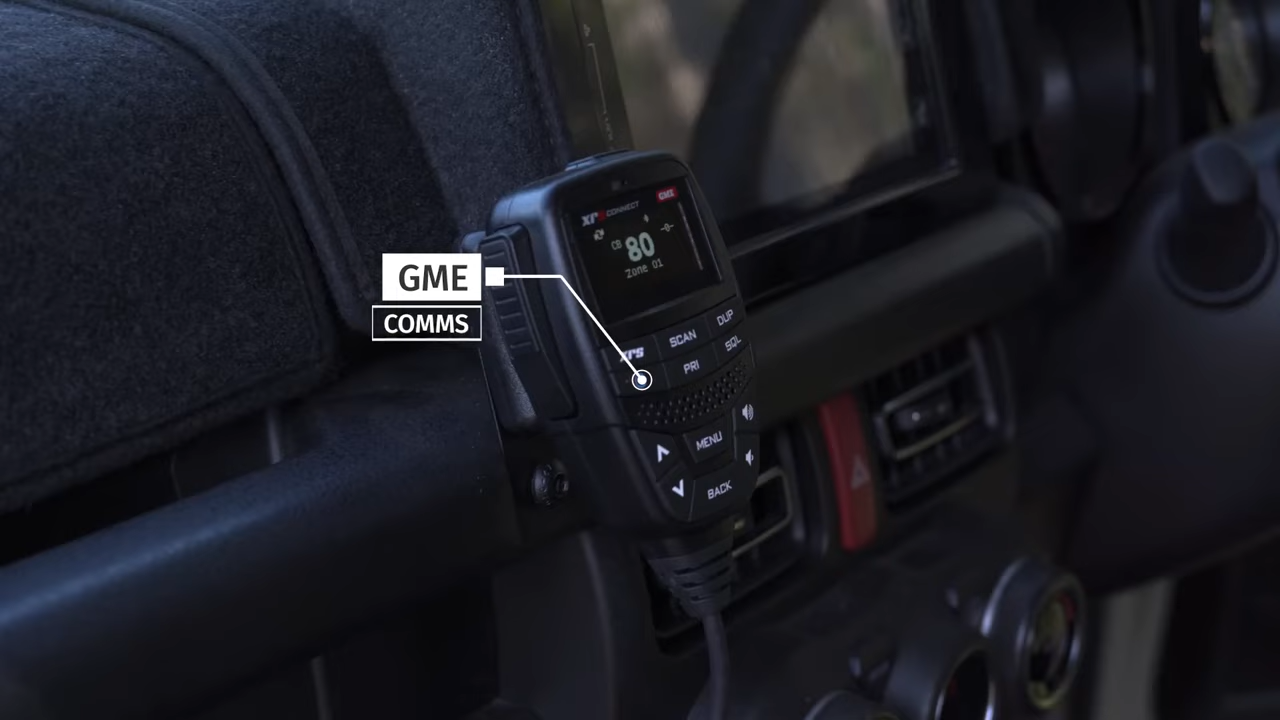 GME
COMMS
XRS CONNECT
GME
CB 80
Zone 01
XRS
SCAN
DUP
PRI
SQL
MENU
BACK